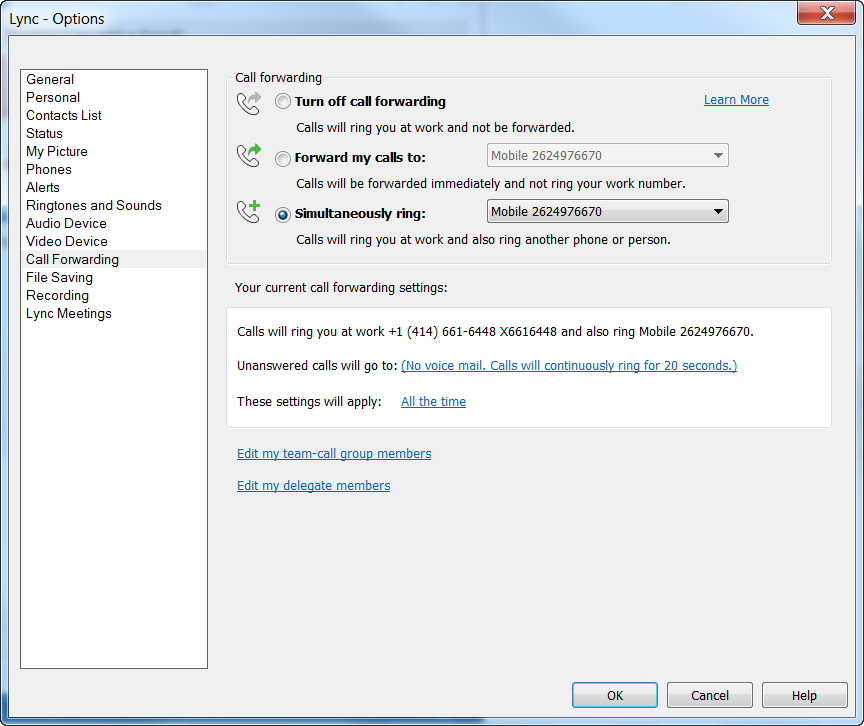 Lync - Options
General
Personal
Contacts List
Status
My Picture
Phones
Alerts
Ringtones and Sounds
Audio Device
Video Device
Call Forwarding
File Saving
Recording
Lync Meetings
Call forwarding
Turn off call forwarding
Learn More
Calls will ring you at work and not be forwarded.
Forward my calls to:
Mobile 2624976670
Calls will be forwarded immediately and not ring your work number.
Simultaneously ring:
Mobile 2624976670
Calls will ring you at work and also ring another phone or person.
Your current call forwarding settings:
Calls will ring you at work +1 (414) 661-6448 X6616448 and also ring Mobile 2624976670.
Unanswered calls will go to: (No voice mail. Calls will continuously ring for 20 seconds.)
These settings will apply: All the time
Edit my team-call group members
Edit my delegate members
OK
Cancel
Help